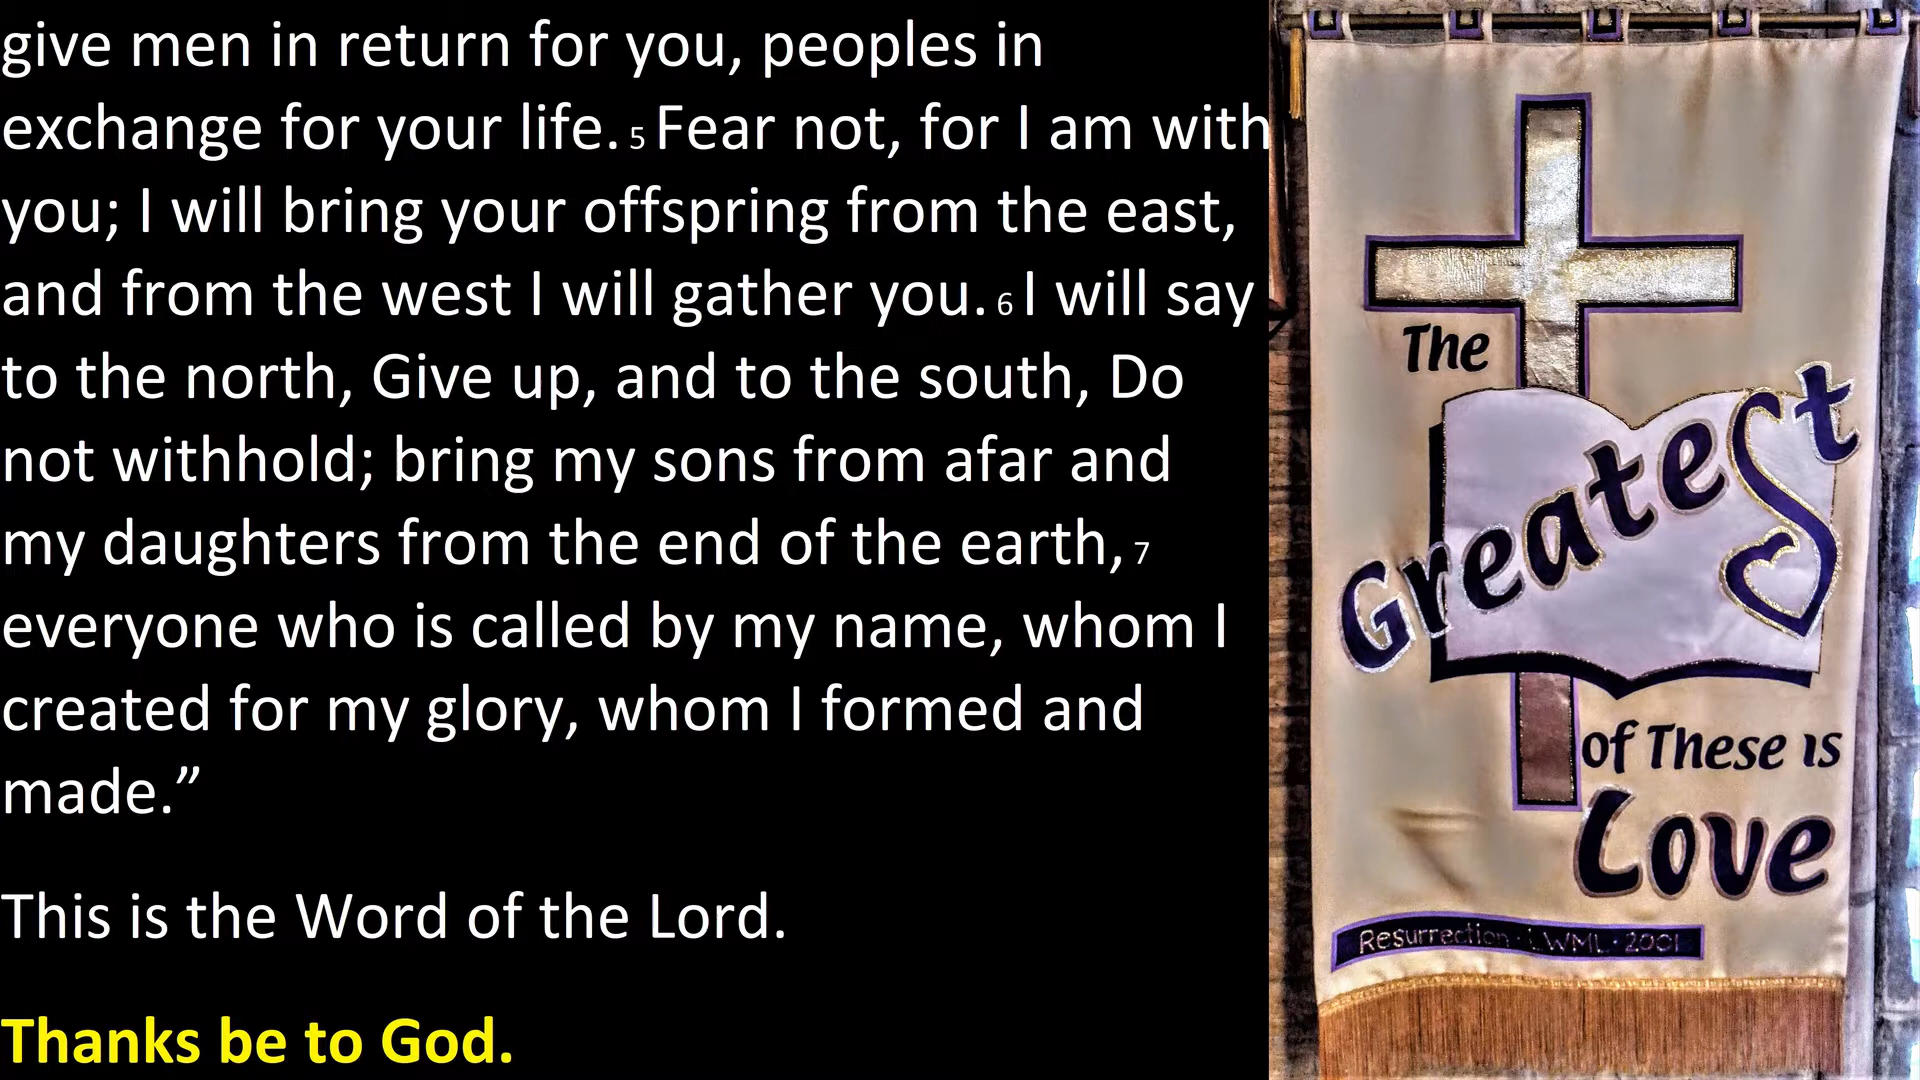 give men in return for you, peoples in
exchange for your life. 5 Fear not, for I am with
you; I will bring your offspring from the east,
and from the west I will gather you. 6 I will say
to the north, Give up, and to the south, Do
not withhold; bring my sons from afar and
my daughters from the end of the earth, 7
everyone who is called by my name, whom I
created for my glory, whom I formed and
made.”
This is the Word of the Lord.
Thanks be to God.
The
Greatest
of These is
Love
Resurrection · LWML · 2001